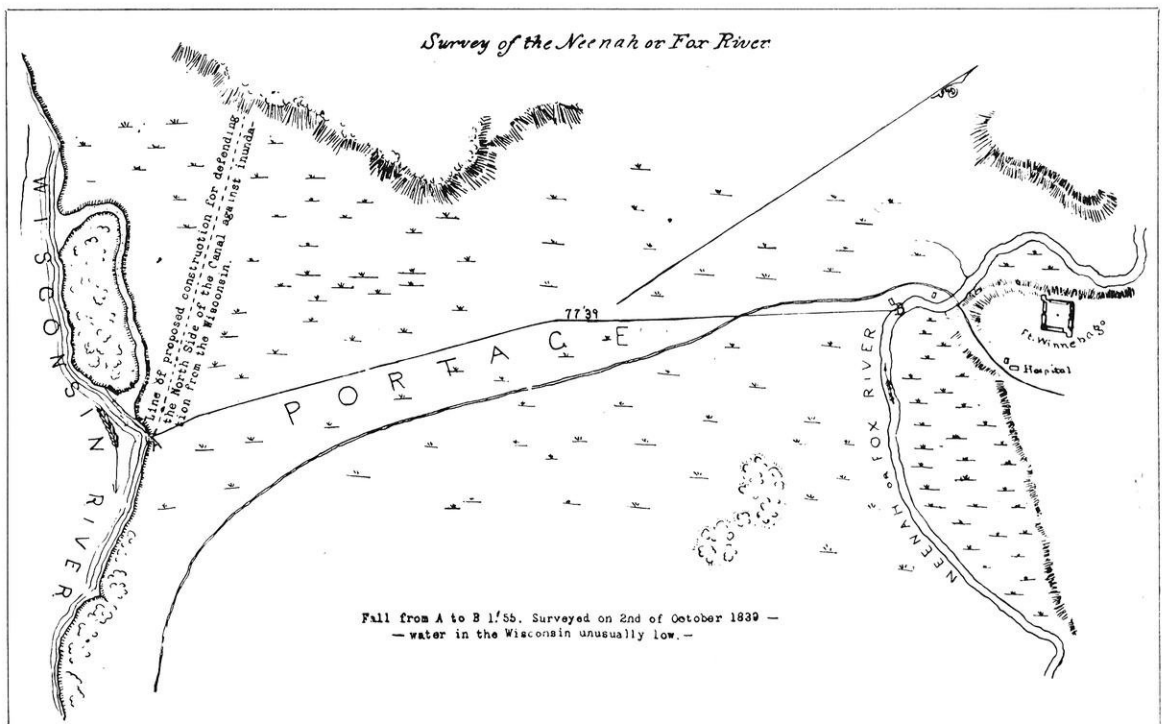 Survey of the Neenah or Fox River
Line of proposed construction for defending
the North Side of the Canal against inunda-
tion from the Wisconsin.
WISCONSIN RIVER
77'39
PORTAGE
NEENAH OR FOX RIVER
Ft. Winnebago
Hospital
Fall from A to B 1!55. Surveyed on 2nd of October 1839 —
— water in the Wisconsin unusually low. —